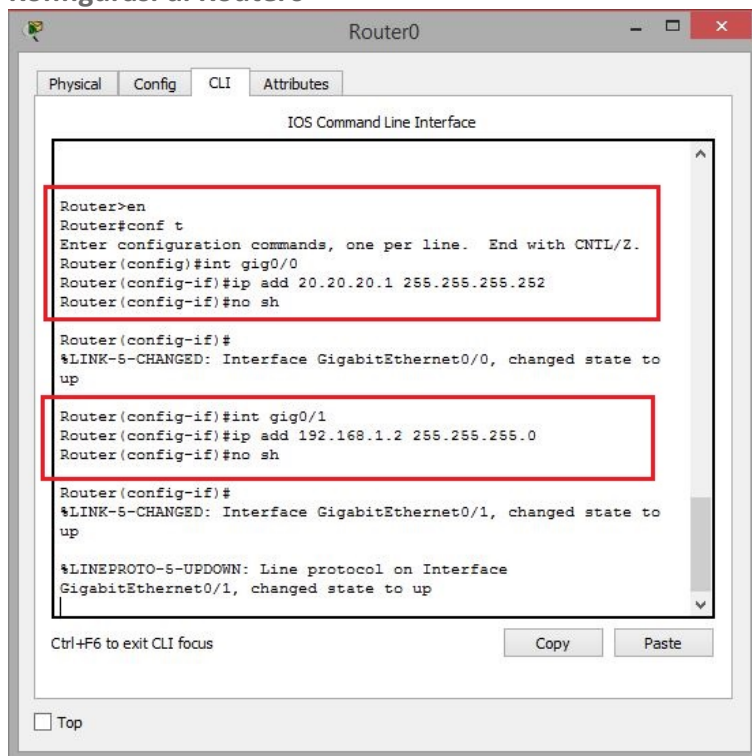 Konfigurasi di Router0
Router0
Physical Config CLI Attributes
IOS Command Line Interface
Router>en
Router#conf t
Enter configuration commands, one per line. End with CNTL/Z.
Router(config)#int gig0/0
Router(config-if)#ip add 20.20.20.1 255.255.255.252
Router(config-if)#no sh
Router(config-if)#
%LINK-5-CHANGED: Interface GigabitEthernet0/0, changed state to
up
Router(config-if)#int gig0/1
Router(config-if)#ip add 192.168.1.2 255.255.255.0
Router(config-if)#no sh
Router(config-if)#
%LINK-5-CHANGED: Interface GigabitEthernet0/1, changed state to
up
%LINEPROTO-5-UPDOWN: Line protocol on Interface
GigabitEthernet0/1, changed state to up
Ctrl+F6 to exit CLI focus
Copy Paste
Top